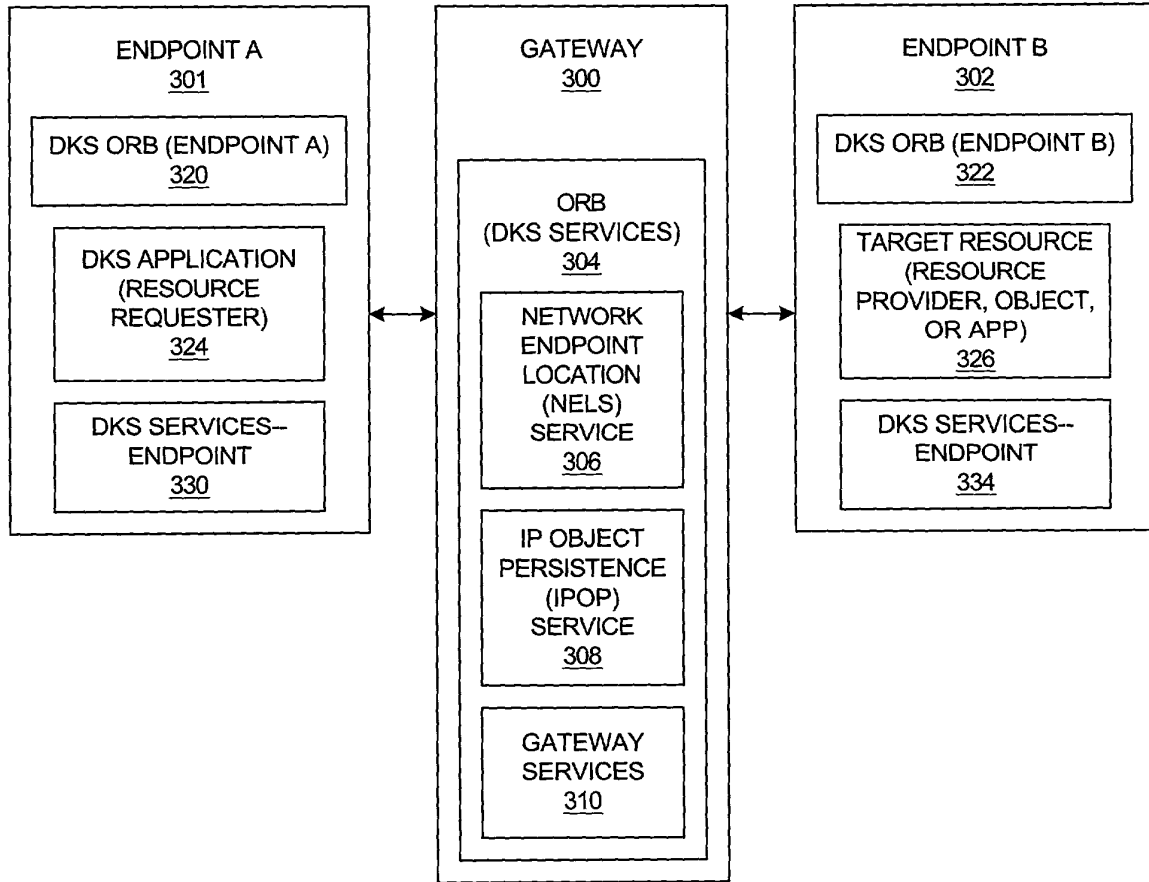 ENDPOINT A
301
DKS ORB (ENDPOINT A)
320
DKS APPLICATION
(RESOURCE
REQUESTER)
324
DKS SERVICES--
ENDPOINT
330
GATEWAY
300
ORB
(DKS SERVICES)
304
NETWORK
ENDPOINT
LOCATION
(NELS)
SERVICE
306
IP OBJECT
PERSISTENCE
(IPOP)
SERVICE
308
GATEWAY
SERVICES
310
ENDPOINT B
302
DKS ORB (ENDPOINT B)
322
TARGET RESOURCE
(RESOURCE
PROVIDER, OBJECT,
OR APP)
326
DKS SERVICES--
ENDPOINT
334